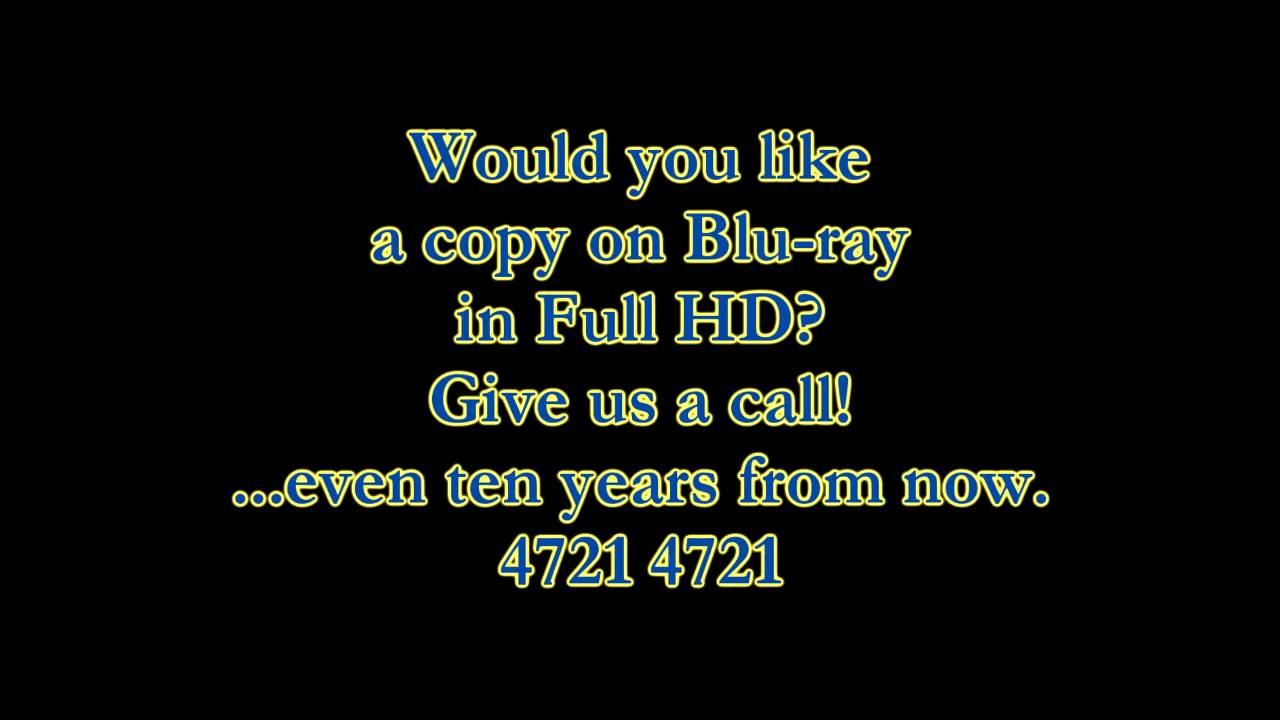 Would you like
a copy on Blu-ray
in Full HD?
Give us a call!
...even ten years from now.
4721 4721